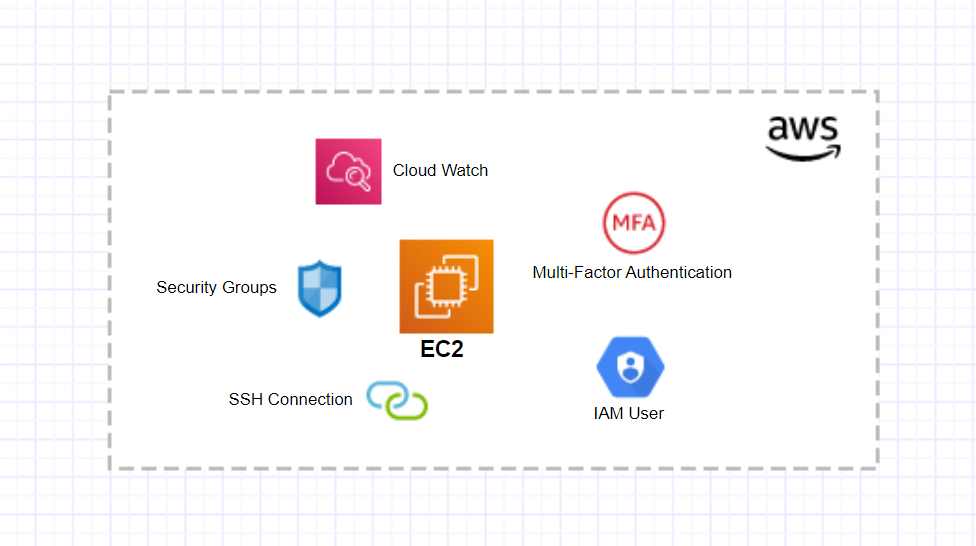 aws
Cloud Watch
MFA
Multi-Factor Authentication
Security Groups
EC2
SSH Connection
IAM User